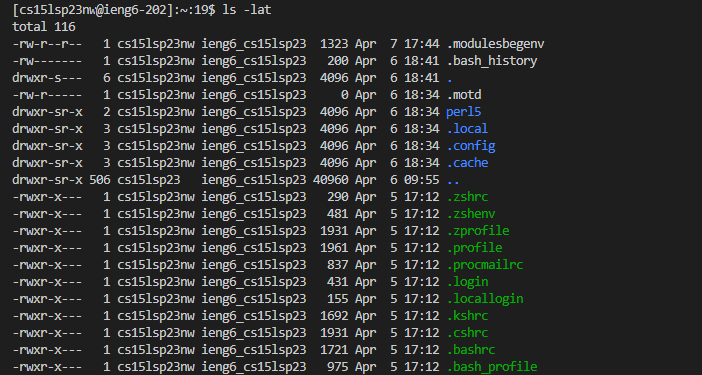 [cs15lsp23nw@ieng6-202]:~:19$ ls -lat
total 116
-rw-r--r--   1 cs15lsp23nw ieng6_cs15lsp23  1323 Apr  7 17:44 .modulesbegenv
-rw-------   1 cs15lsp23nw ieng6_cs15lsp23   200 Apr  6 18:41 .bash_history
drwxr-s---   6 cs15lsp23nw ieng6_cs15lsp23  4096 Apr  6 18:41 .
-rw-r-----   1 cs15lsp23nw ieng6_cs15lsp23     0 Apr  6 18:34 .motd
drwxr-sr-x   2 cs15lsp23nw ieng6_cs15lsp23  4096 Apr  6 18:34 perl5
drwxr-sr-x   3 cs15lsp23nw ieng6_cs15lsp23  4096 Apr  6 18:34 .local
drwxr-sr-x   3 cs15lsp23nw ieng6_cs15lsp23  4096 Apr  6 18:34 .config
drwxr-sr-x   3 cs15lsp23nw ieng6_cs15lsp23  4096 Apr  6 18:34 .cache
drwxr-sr-x 506 cs15lsp23   ieng6_cs15lsp23 40960 Apr  6 09:55 ..
-rwxr-x---   1 cs15lsp23nw ieng6_cs15lsp23   290 Apr  5 17:12 .zshrc
-rwxr-x---   1 cs15lsp23nw ieng6_cs15lsp23   481 Apr  5 17:12 .zshenv
-rwxr-x---   1 cs15lsp23nw ieng6_cs15lsp23  1931 Apr  5 17:12 .zprofile
-rwxr-x---   1 cs15lsp23nw ieng6_cs15lsp23  1961 Apr  5 17:12 .profile
-rwxr-x---   1 cs15lsp23nw ieng6_cs15lsp23   837 Apr  5 17:12 .procmailrc
-rwxr-x---   1 cs15lsp23nw ieng6_cs15lsp23   431 Apr  5 17:12 .login
-rwxr-x---   1 cs15lsp23nw ieng6_cs15lsp23   155 Apr  5 17:12 .locallogin
-rwxr-x---   1 cs15lsp23nw ieng6_cs15lsp23  1692 Apr  5 17:12 .kshrc
-rwxr-x---   1 cs15lsp23nw ieng6_cs15lsp23  1931 Apr  5 17:12 .cshrc
-rwxr-x---   1 cs15lsp23nw ieng6_cs15lsp23  1721 Apr  5 17:12 .bashrc
-rwxr-x---   1 cs15lsp23nw ieng6_cs15lsp23   975 Apr  5 17:12 .bash_profile